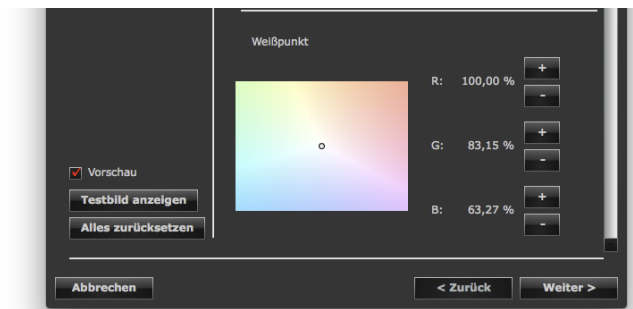 Weißpunkt
R: 100,00 %
+
-
G: 83,15 %
+
-
B: 63,27 %
+
-
Vorschau
Testbild anzeigen
Alles zurücksetzen
Abbrechen
< Zurück
Weiter >